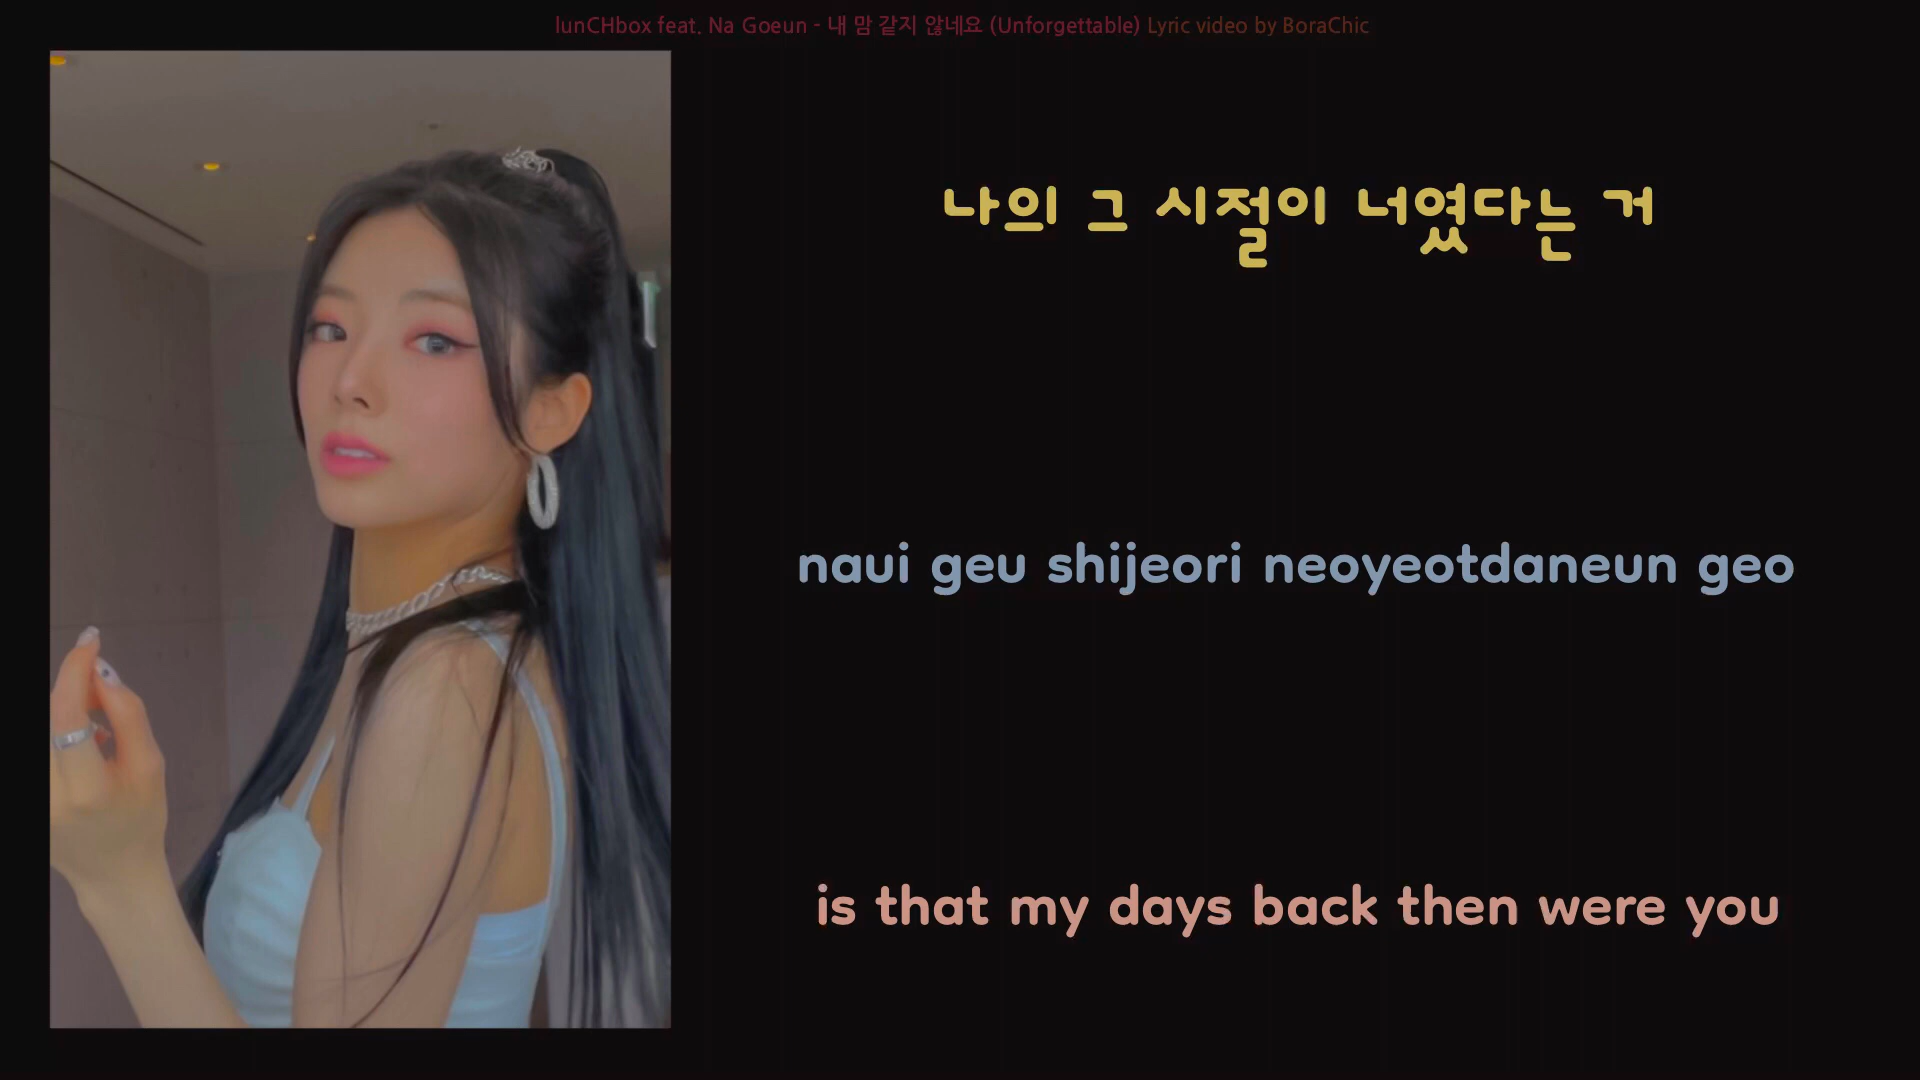 lunCHbox feat. Na Goeun - 내 맘 같지 않네요 (Unforgettable) Lyric video by BoraChic
나의 그 시절이 너였다는 거
naui geu shijeori neoyeotdaneun geo
is that my days back then were you